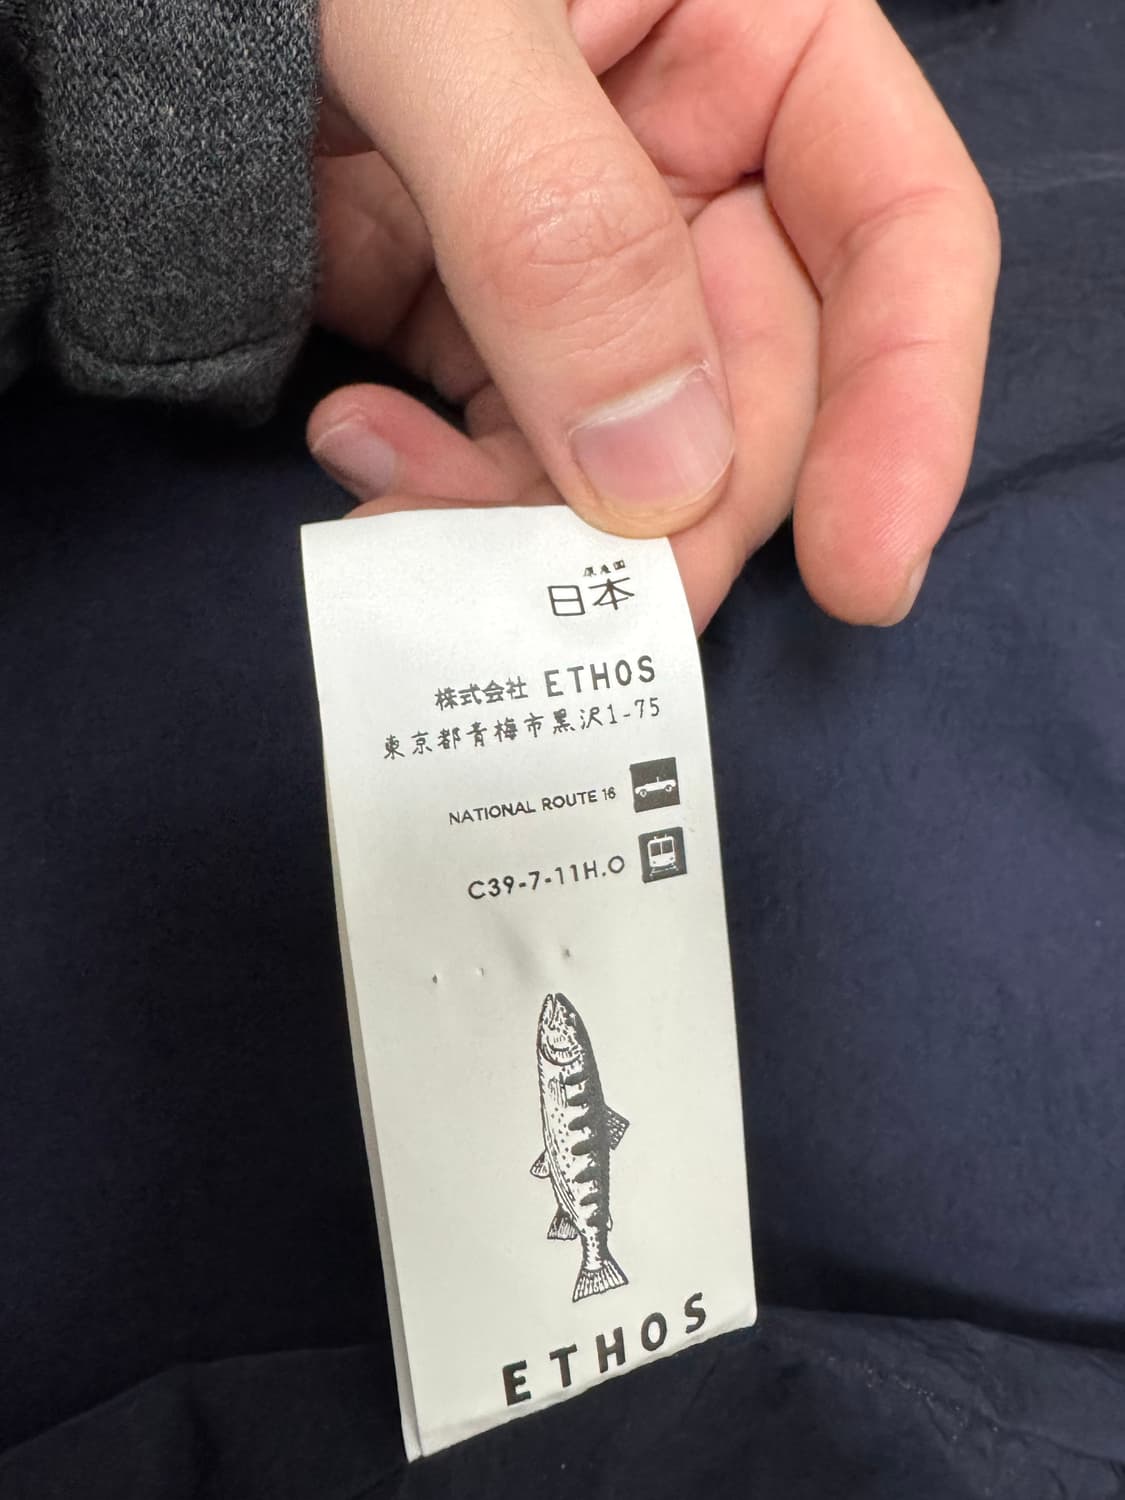 原産国
日本
株式会社 ETHOS
東京都青梅市黒沢1-75
NATIONAL ROUTE 16
C39-7-11H.O
ETHOS